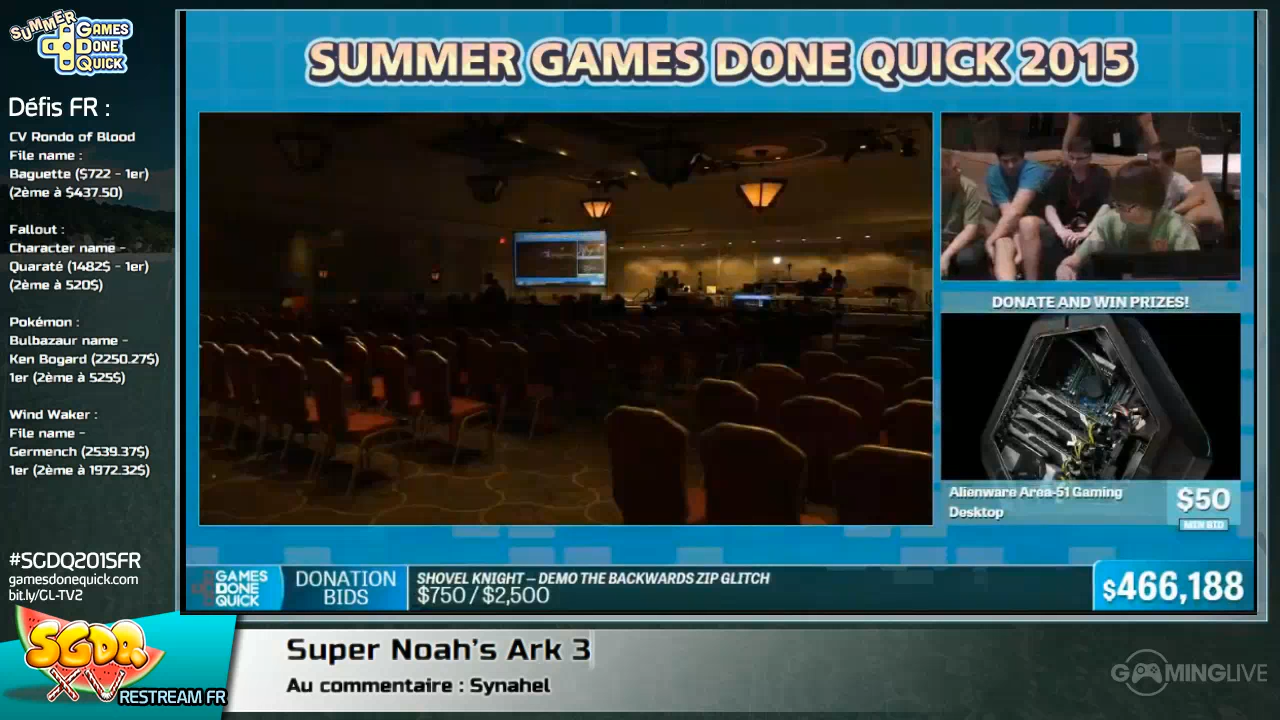 SUMMER
GAMES
DONE
QUICK
Défis FR :
CV Rondo of Blood
File name :
Baguette ($722 - 1er)
(2ème à $437.50)
Fallout :
Character name -
Quaraté (1482$ - 1er)
(2ème à 520$)
Pokémon :
Bulbazaur name -
Ken Bogard (2250.27$)
1er (2ème à 525$)
Wind Waker :
File name -
Germench (2539.37$)
1er (2ème à 1972.32$)
#SGDQ2015FR
gamesdonequick.com
bit.ly/GL-TV2
SGDQ
XV
RESTREAM FR
SUMMER GAMES DONE QUICK 2015
DONATE AND WIN PRIZES!
Alienware Area-51 Gaming
Desktop
$50
MIN BID
GAMES
DONE
QUICK
DONATION
BIDS
SHOVEL KNIGHT – DEMO THE BACKWARDS ZIP GLITCH
$750 / $2,500
$466,188
Super Noah's Ark 3
Au commentaire : Synahel
GAMINGLIVE